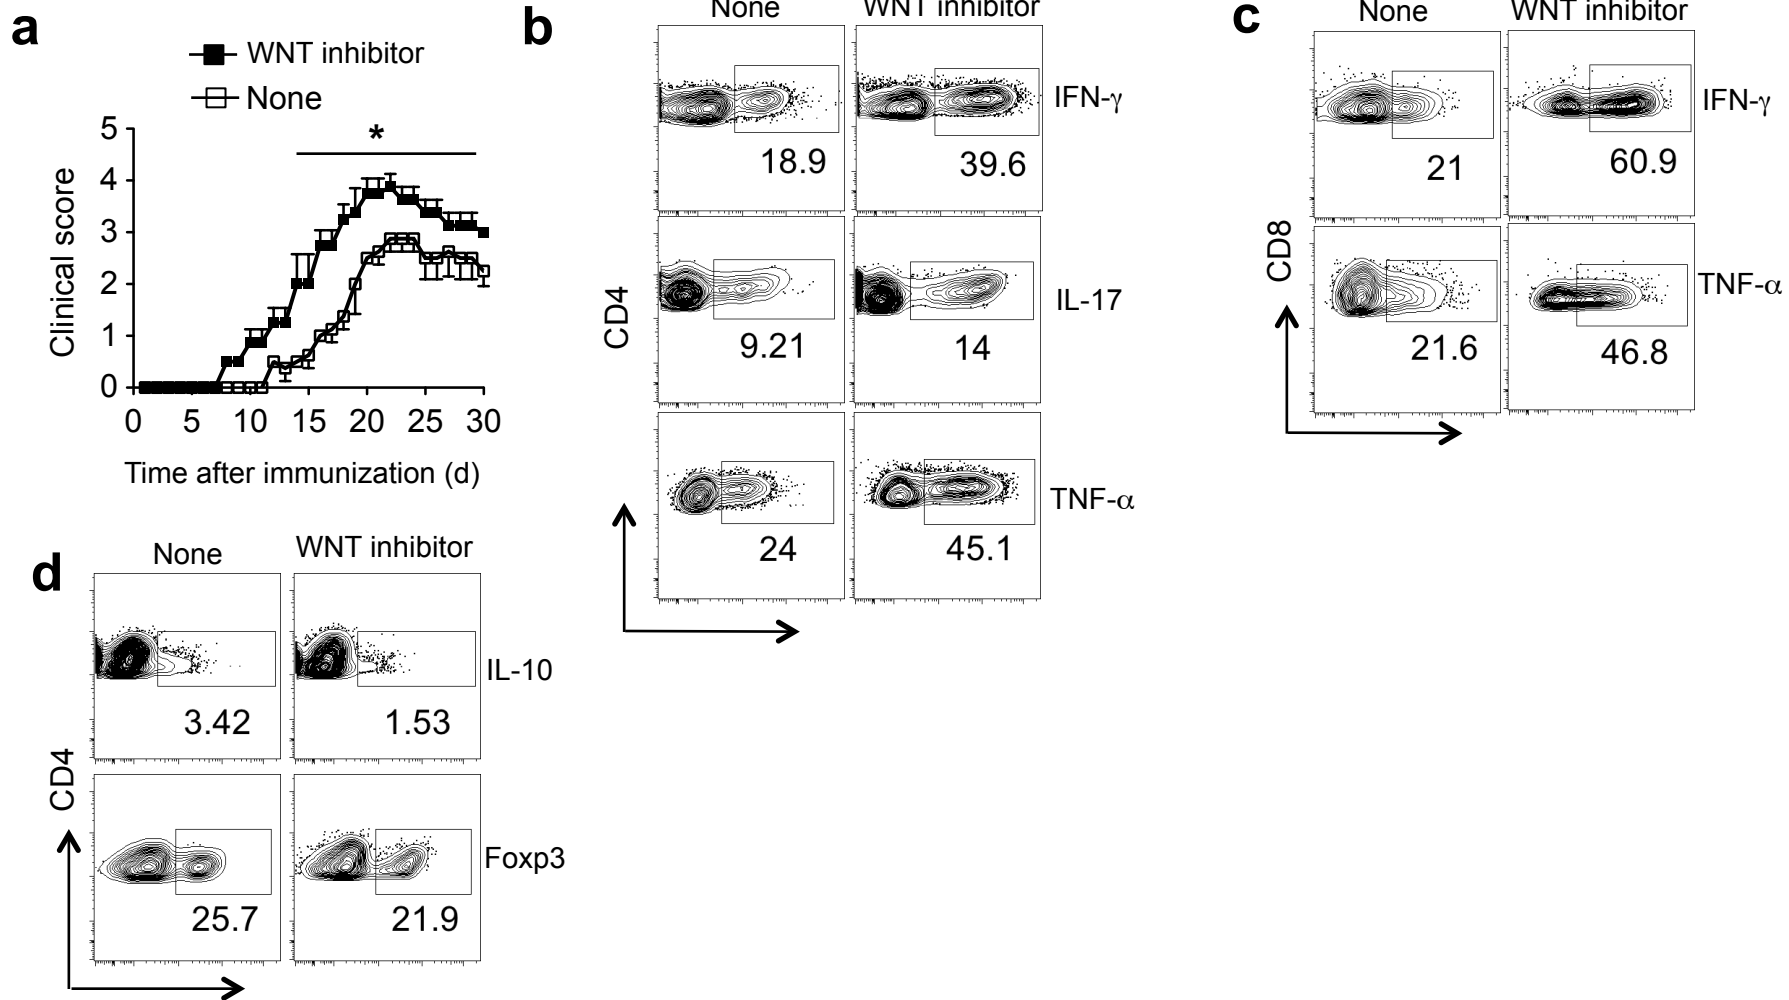 a
WNT inhibitor
None
*
5
4
3
2
1
0
Clinical score
0 5 10 15 20 25 30
Time after immunization (d)
b
None WNT inhibitor
18.9 39.6 IFN-γ
9.21 14 IL-17
24 45.1 TNF-α
CD4
c
None WNT inhibitor
21 60.9 IFN-γ
21.6 46.8 TNF-α
CD8
d
None WNT inhibitor
3.42 1.53 IL-10
25.7 21.9 Foxp3
CD4